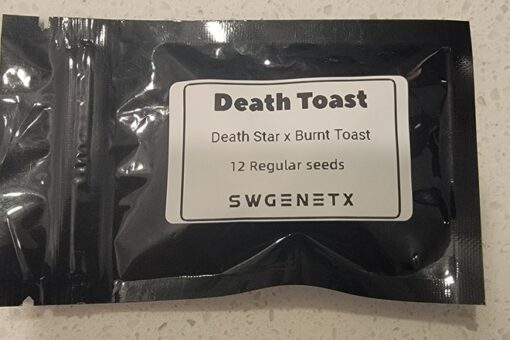 Death Toast
Death Star x Burnt Toast
12 Regular seeds
SWGENETX